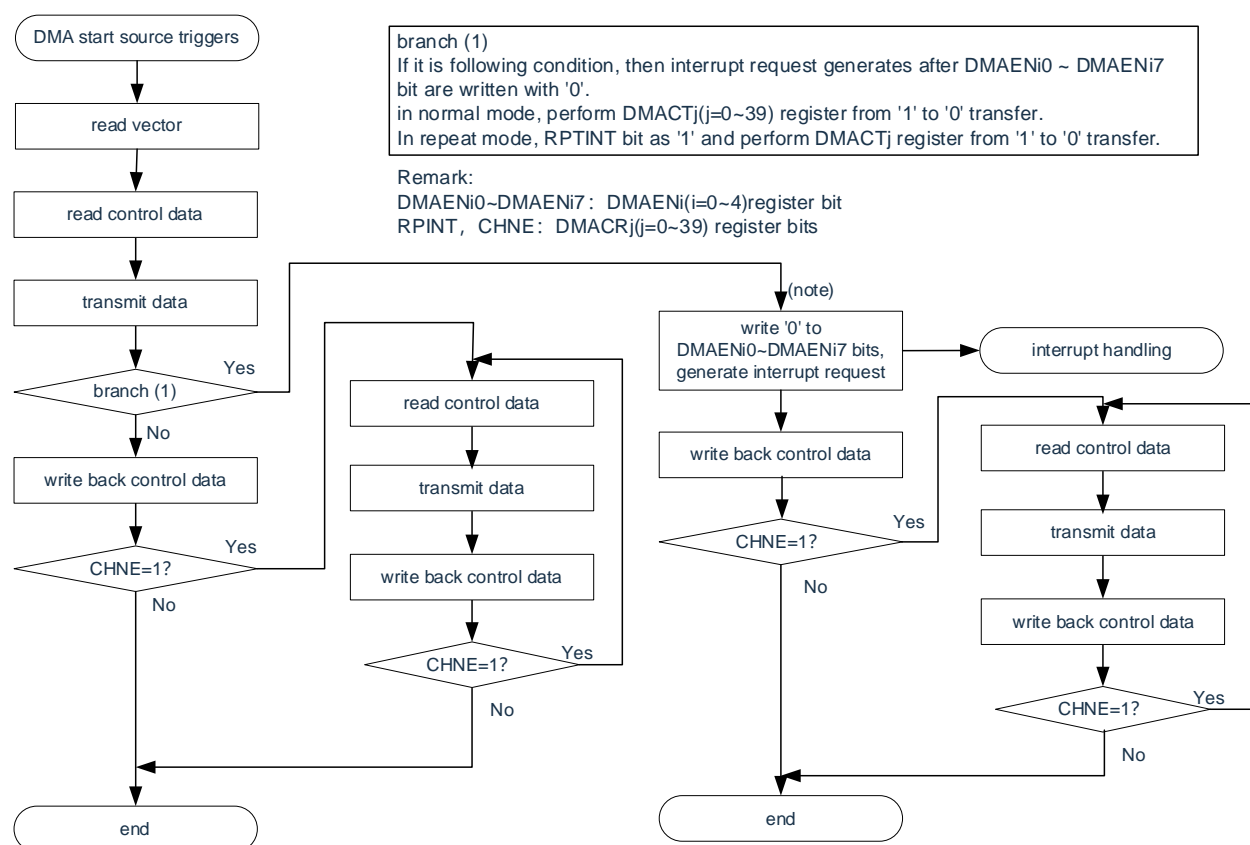 DMA start source triggers
read vector
read control data
transmit data
branch (1)
Yes
No
write back control data
CHNE=1?
Yes
No
end
read control data
transmit data
write back control data
CHNE=1?
Yes
No
branch (1)
If it is following condition, then interrupt request generates after DMAENi0 ~ DMAENi7
bit are written with '0'.
in normal mode, perform DMACTj(j=0~39) register from '1' to '0' transfer.
In repeat mode, RPTINT bit as '1' and perform DMACTj register from '1' to '0' transfer.
Remark:
DMAENi0~DMAENi7： DMAENi(i=0~4)register bit
RPINT， CHNE： DMACRj(j=0~39) register bits
(note)
write '0' to
DMAENi0~DMAENi7 bits,
generate interrupt request
interrupt handling
write back control data
CHNE=1?
Yes
No
end
read control data
transmit data
write back control data
CHNE=1?
Yes
No